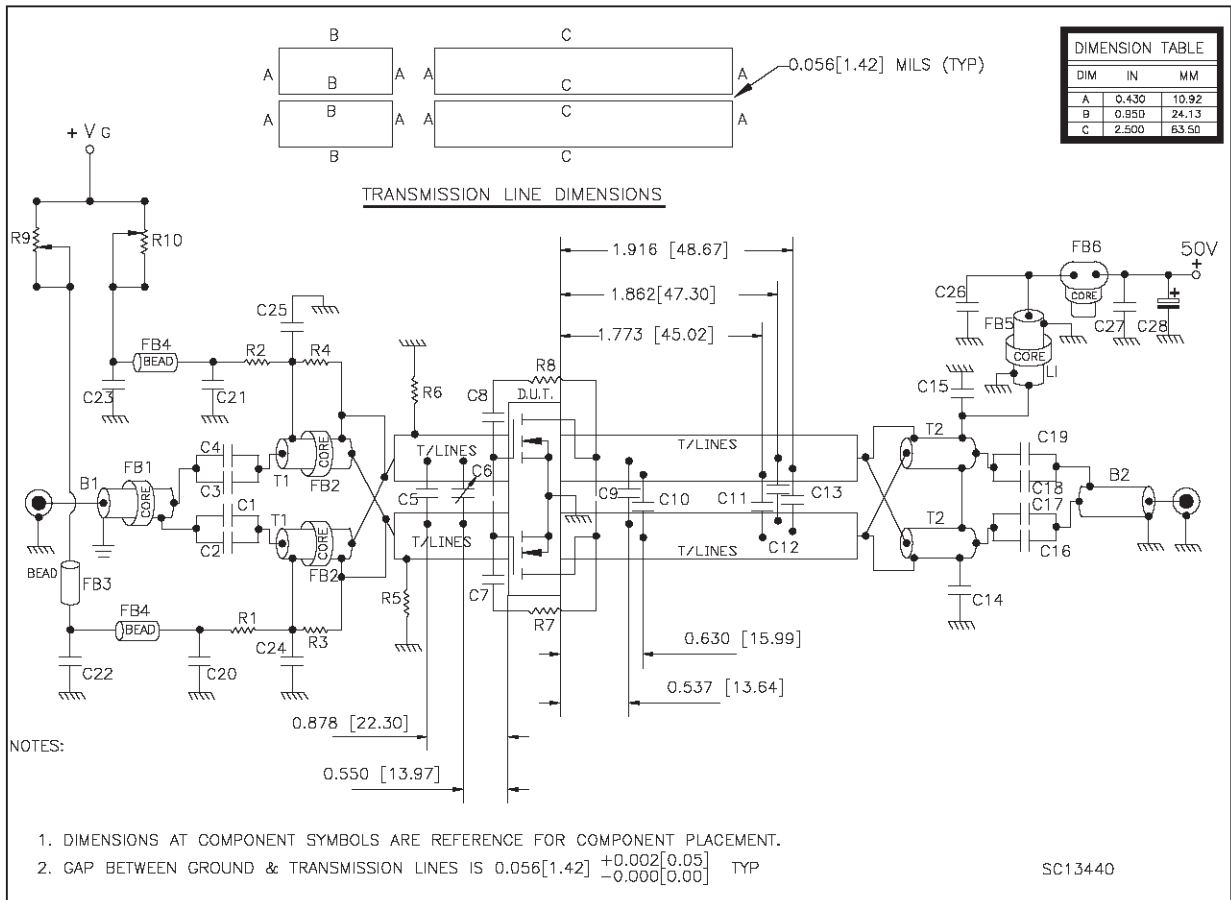 B
C
DIMENSION TABLE
A
A
A
A
0.056[1.42] MILS (TYP)
B
C
DIM IN MM
A 0.430 10.92
B 0.950 24.13
C 2.500 63.50
B
C
A
A
A
A
B
C
+VG
TRANSMISSION LINE DIMENSIONS
R9
R10
1.916 [48.67]
FB6
50V
+
1.862[47.30]
C26
CORE
+
C25
1.773 [45.02]
FB5
C27
C28
FB4
R2
R4
R8
CORE
BEAD
D.U.T.
L1
C23
C21
R6
C8
C15
C4
T/LINES
T/LINES
T2
C19
CORE
B1
FB1
C3
T1
FB2
C6
CORE
C1
C5
C9
C10
C11
C13
C18
B2
T1
C17
C2
CORE
T/LINES
T/LINES
C12
T2
C16
BEAD
FB2
FB3
C7
FB4
R1
R5
C14
BEAD
R3
R7
C22
C20
C24
0.630 [15.99]
0.537 [13.64]
0.878 [22.30]
NOTES:
0.550 [13.97]
1. DIMENSIONS AT COMPONENT SYMBOLS ARE REFERENCE FOR COMPONENT PLACEMENT.
2. GAP BETWEEN GROUND & TRANSMISSION LINES IS 0.056[1.42] +0.002[0.05] -0.000[0.00] TYP
SC13440